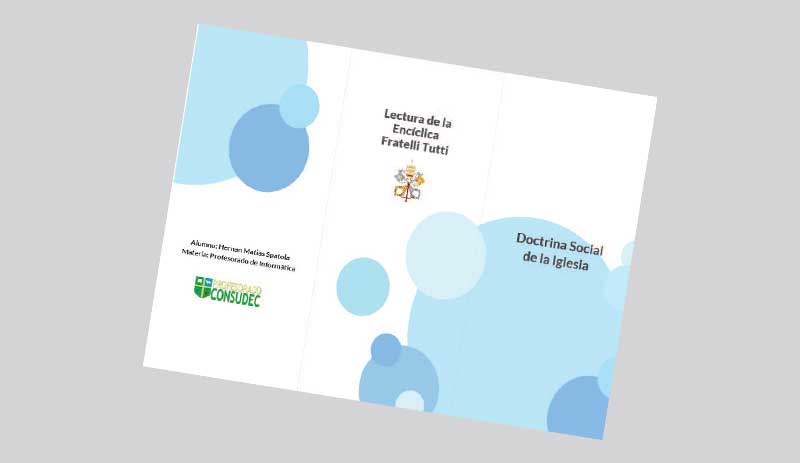 Alumno: Hernan Matias Spatola
Materia: Profesorado de Informática
PROFESORADO
CONSUDEC
Lectura de la
Encíclica
Fratelli Tutti
Doctrina Social
de la Iglesia